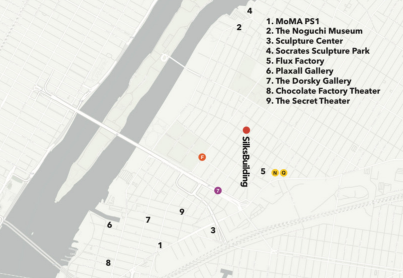 4
2
1. MoMA PS1
2. The Noguchi Museum
3. Sculpture Center
4. Socrates Sculpture Park
5. Flux Factory
6. Plaxall Gallery
7. The Dorsky Gallery
8. Chocolate Factory Theater
9. The Secret Theater
SilksBuilding
F
5 N G
7
9
7
6
3
1
8